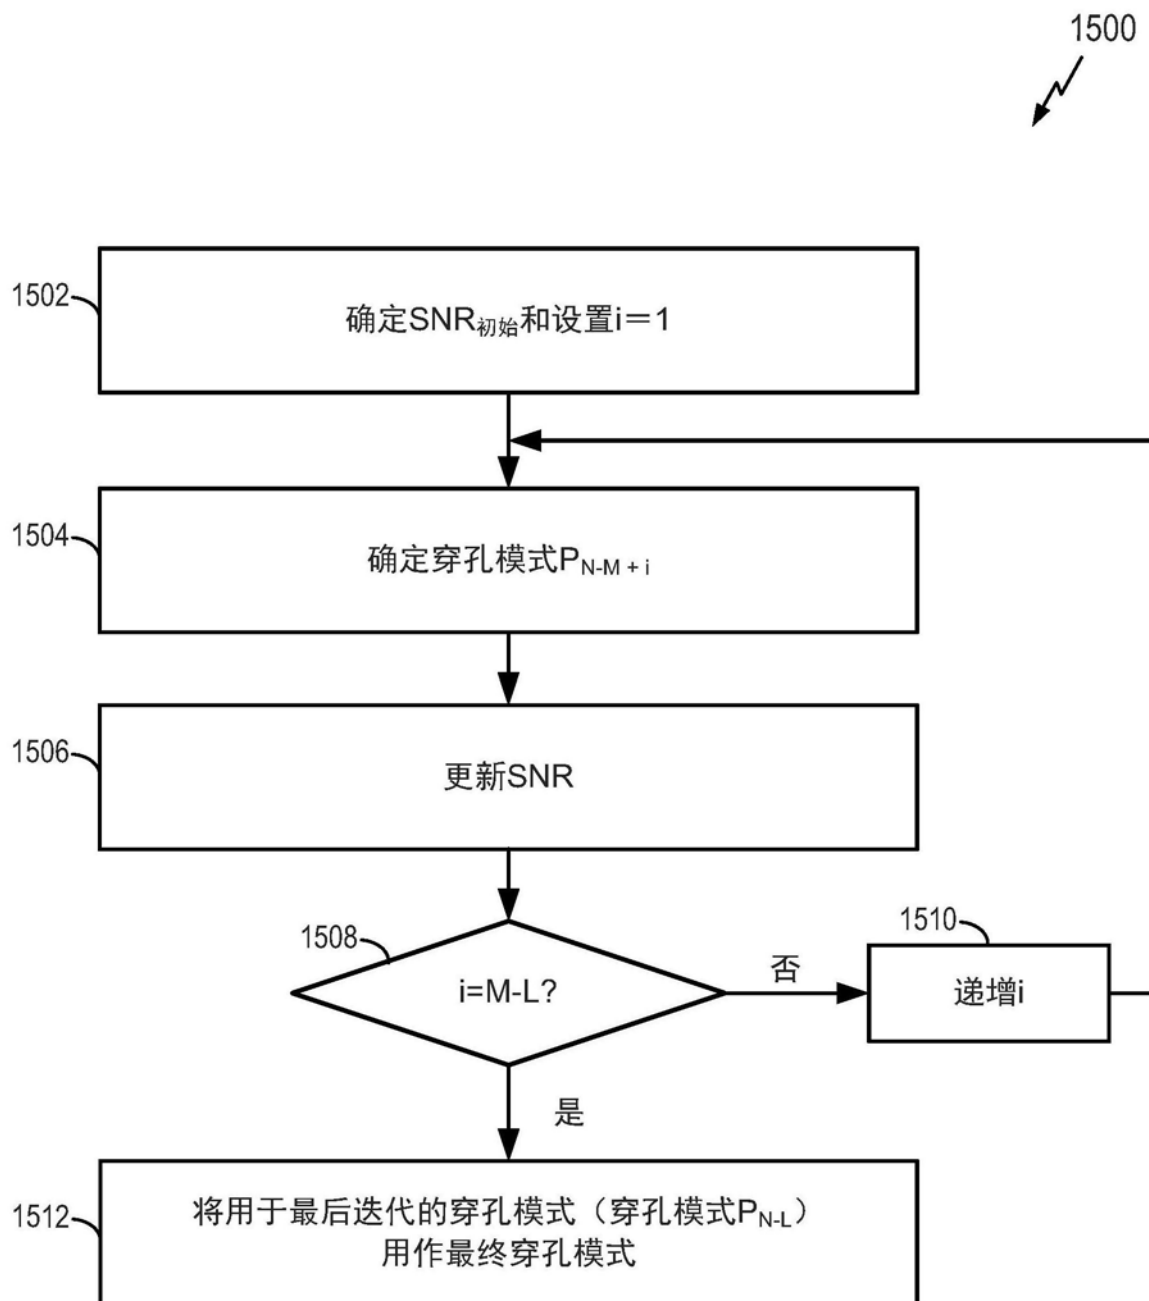 1500
1502
确定SNR初始和设置i＝1
1504
确定穿孔模式PN-M + i
1506
更新SNR
1508
i=M-L?
否
1510
递增i
是
1512
将用于最后迭代的穿孔模式（穿孔模式PN-L）
用作最终穿孔模式